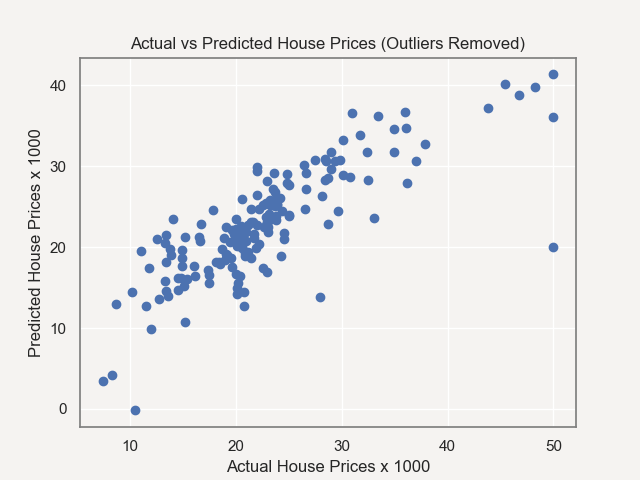 Actual vs Predicted House Prices (Outliers Removed)
40
30
20
10
0
Predicted House Prices x 1000
10 20 30 40 50
Actual House Prices x 1000